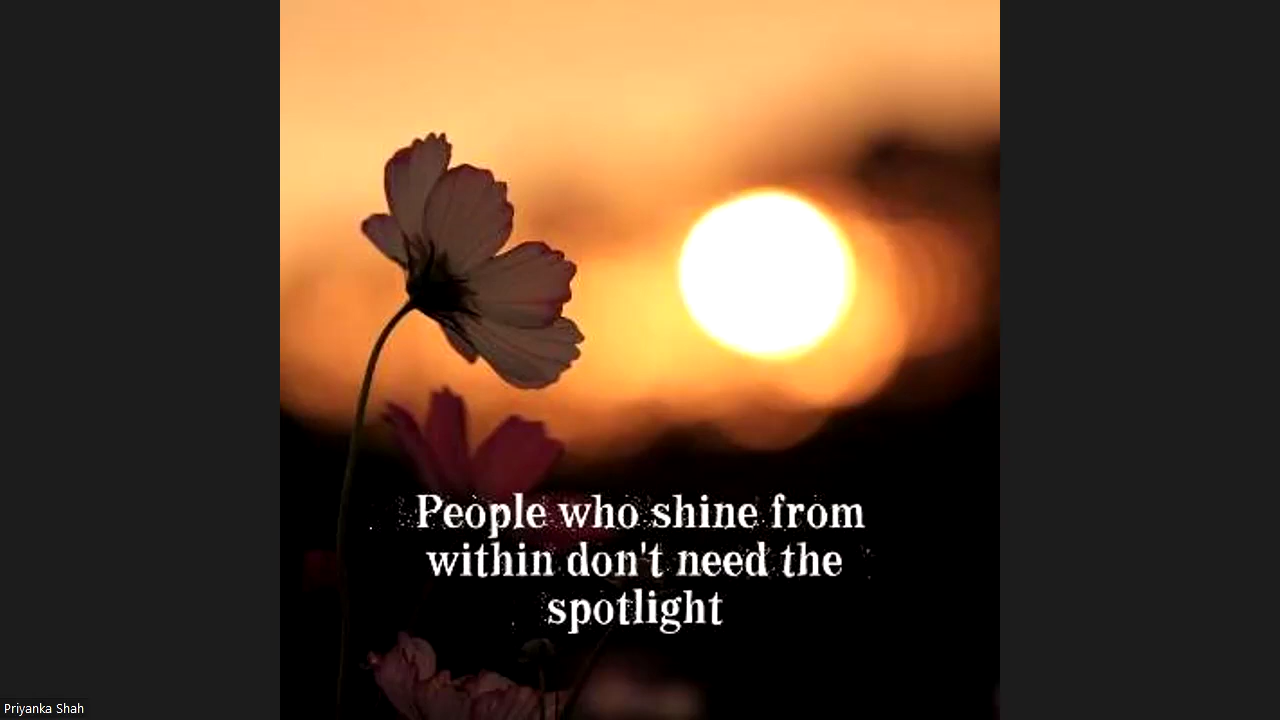 People who shine from
within don't need the
spotlight
Priyanka Shah